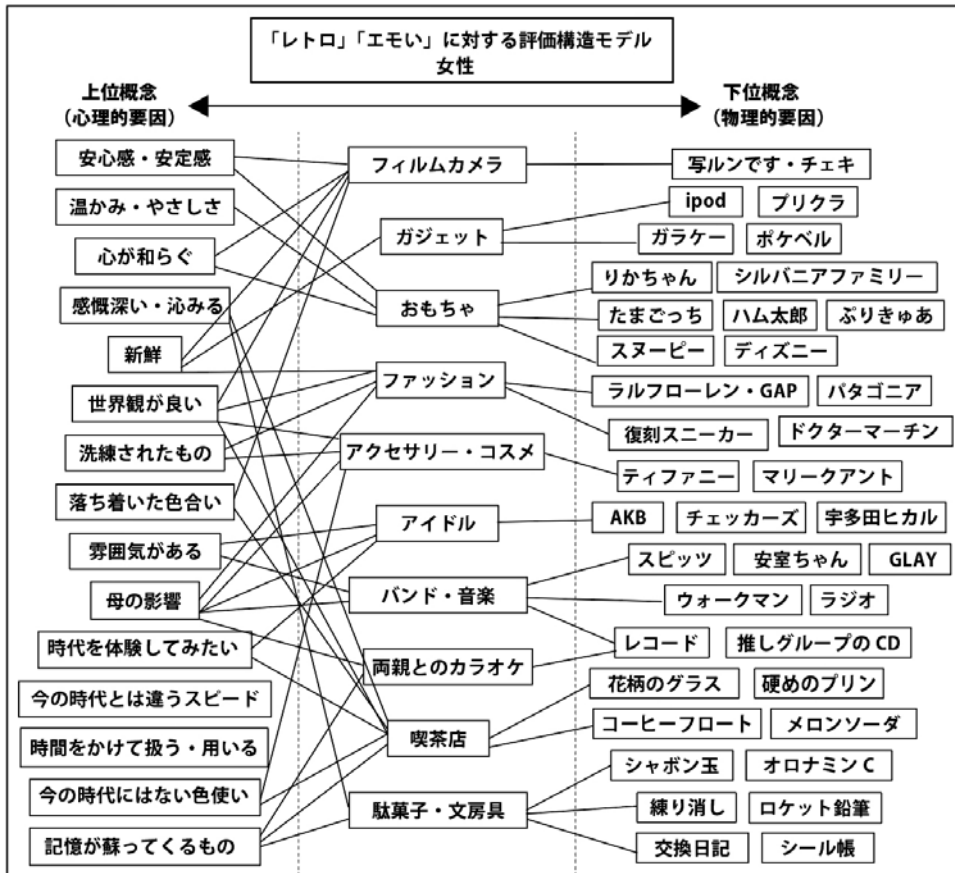 「レトロ」「エモい」に対する評価構造モデル
女性
上位概念
（心理的要因）
下位概念
（物理的要因）
安心感・安定感
温かみ・やさしさ
心が和らぐ
感慨深い・沁みる
新鮮
世界観が良い
洗練されたもの
落ち着いた色合い
雰囲気がある
母の影響
時代を体験してみたい
今の時代とは違うスピード
時間をかけて扱う・用いる
今の時代にはない色使い
記憶が蘇ってくるもの
フィルムカメラ
ガジェット
おもちゃ
ファッション
アクセサリー・コスメ
アイドル
バンド・音楽
両親とのカラオケ
喫茶店
駄菓子・文房具
写ルンです・チェキ
ipod プリクラ
ガラケー ポケベル
りかちゃん シルバニアファミリー
たまごっち ハム太郎 ぷりきゅあ
スヌーピー ディズニー
ラルフローレン・GAP パタゴニア
復刻スニーカー ドクターマーチン
ティファニー マリークアント
AKB チェッカーズ 宇多田ヒカル
スピッツ 安室ちゃん GLAY
ウォークマン ラジオ
レコード 推しグループの CD
花柄のグラス 硬めのプリン
コーヒーフロート メロンソーダ
シャボン玉 オロナミン C
練り消し ロケット鉛筆
交換日記 シール帳